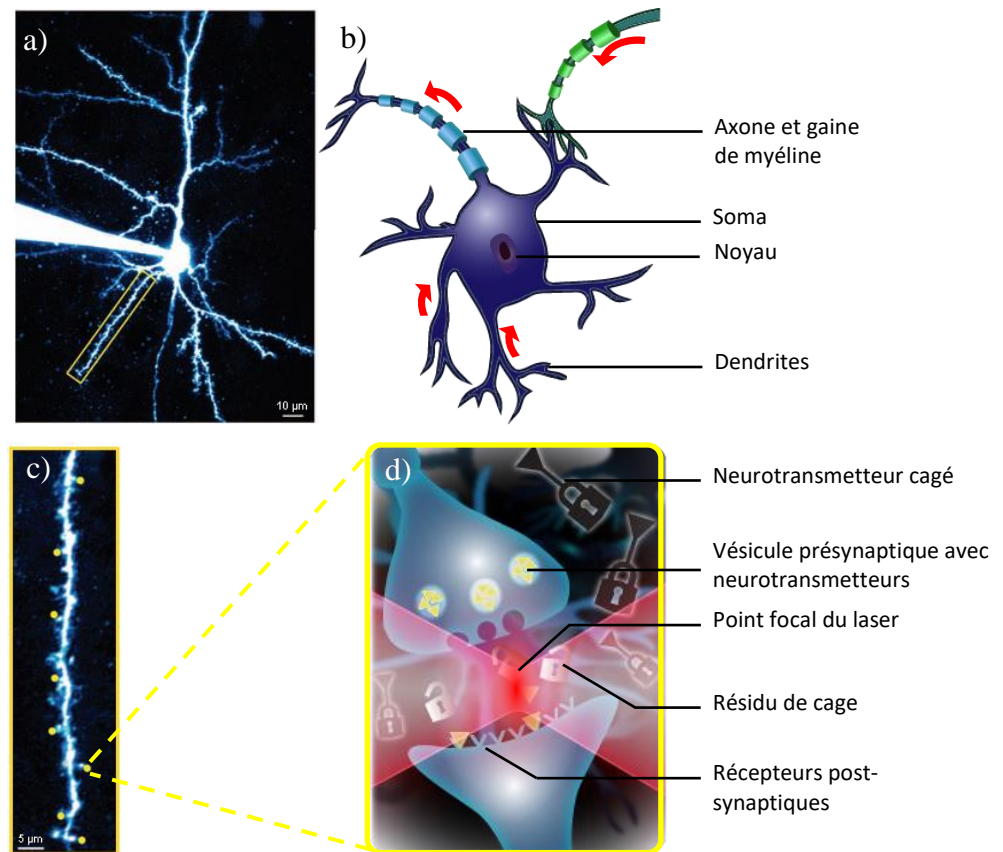 a)
b)
Axone et gaine
de myéline
Soma
Noyau
Dendrites
10 µm
c)
d)
Neurotransmetteur cagé
Vésicule présynaptique avec
neurotransmetteurs
Point focal du laser
Résidu de cage
Récepteurs post-
synaptiques
5 µm